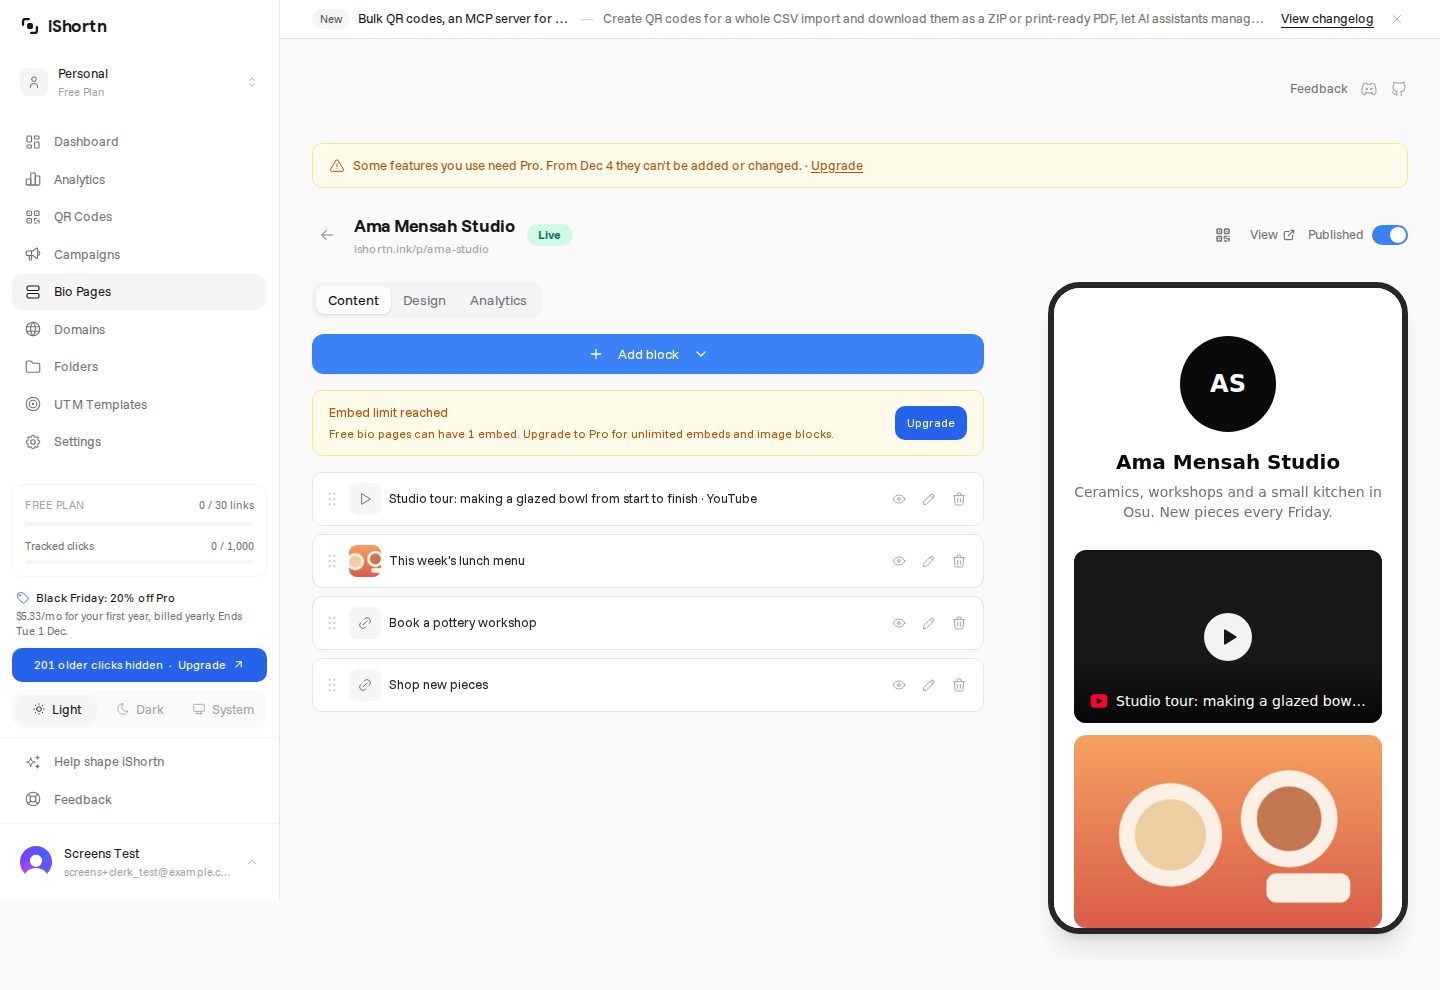 iShortn
Personal
Free Plan
Dashboard
Analytics
QR Codes
Campaigns
Bio Pages
Domains
Folders
UTM Templates
Settings
FREE PLAN 0 / 30 links
Tracked clicks 0 / 1,000
Black Friday: 20% off Pro
$5.33/mo for your first year, billed yearly. Ends
Tue 1 Dec.
201 older clicks hidden · Upgrade
Light Dark System
Help shape iShortn
Feedback
Screens Test
screens+clerk_test@example.c...
New Bulk QR codes, an MCP server for ... — Create QR codes for a whole CSV import and download them as a ZIP or print-ready PDF, let AI assistants manag... View changelog
Feedback
Some features you use need Pro. From Dec 4 they can't be added or changed. · Upgrade
Ama Mensah Studio Live
ishortn.ink/p/ama-studio
View Published
Content Design Analytics
Add block
Embed limit reached
Free bio pages can have 1 embed. Upgrade to Pro for unlimited embeds and image blocks.
Upgrade
Studio tour: making a glazed bowl from start to finish · YouTube
This week's lunch menu
Book a pottery workshop
Shop new pieces
AS
Ama Mensah Studio
Ceramics, workshops and a small kitchen in
Osu. New pieces every Friday.
Studio tour: making a glazed bow...